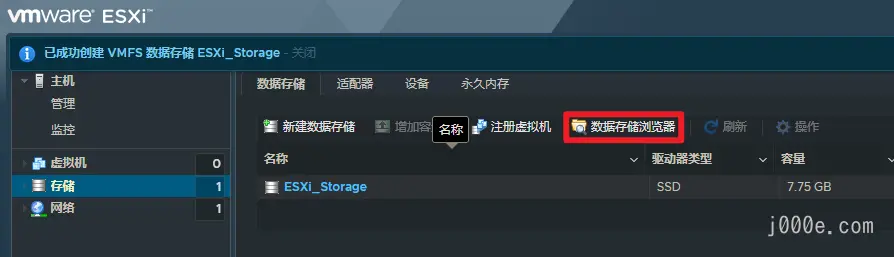 vmware® ESXi™
已成功创建 VMFS 数据存储 ESXi_Storage - 关闭
主机
管理
监控
虚拟机 0
存储 1
网络 1
数据存储 适配器 设备 永久内存
新建数据存储 增加容 名称 注册虚拟机 数据存储浏览器 刷新 操作
名称 驱动器类型 容量
ESXi_Storage SSD 7.75 GB
j000e.com